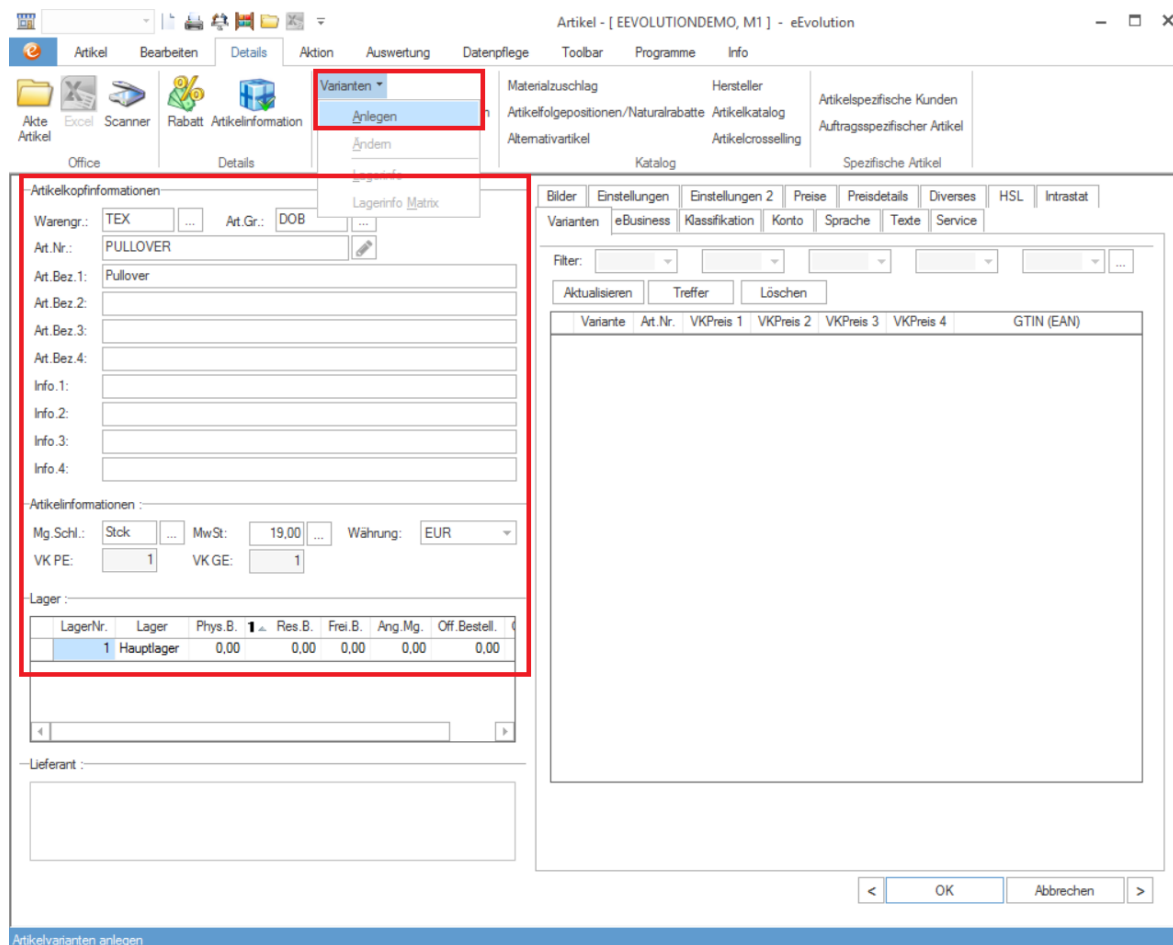 Artikel - [ EEVOLUTIONDEMO, M1 ] - eEvolution
Artikel Bearbeiten Details Aktion Auswertung Datenpflege Toolbar Programme Info
Varianten
Anlegen
Ändern
Lagerinfo
Lagerinfo Matrix
Akte Artikel
Excel
Scanner
Rabatt
Artikelinformation
Materialzuschlag
Hersteller
Artikelfolgepositionen/Naturalrabatte
Artikelkatalog
Alternativartikel
Artikelcrosselling
Artikelspezifische Kunden
Auftragsspezifischer Artikel
Office
Details
Katalog
Spezifische Artikel
Artikelkopfinformationen
Warengr.: TEX ... Art.Gr.: DOB ...
Art.Nr.: PULLOVER
Art.Bez.1: Pullover
Art.Bez.2:
Art.Bez.3:
Art.Bez.4:
Info.1:
Info.2:
Info.3:
Info.4:
Artikelinformationen :
Mg.Schl.: Stck ... MwSt: 19,00 ... Währung: EUR
VK PE: 1 VK GE: 1
Lager :
LagerNr. Lager Phys.B. 1 Res.B. Frei.B. Ang.Mg. Off.Bestell.
1 Hauptlager 0,00 0,00 0,00 0,00 0,00
Lieferant :
Bilder Einstellungen Einstellungen 2 Preise Preisdetails Diverses HSL Intrastat
Varianten eBusiness Klassifikation Konto Sprache Texte Service
Filter: ...
Aktualisieren Treffer Löschen
Variante Art.Nr. VKPreis 1 VKPreis 2 VKPreis 3 VKPreis 4 GTIN (EAN)
< OK Abbrechen >
Artikelvarianten anlegen